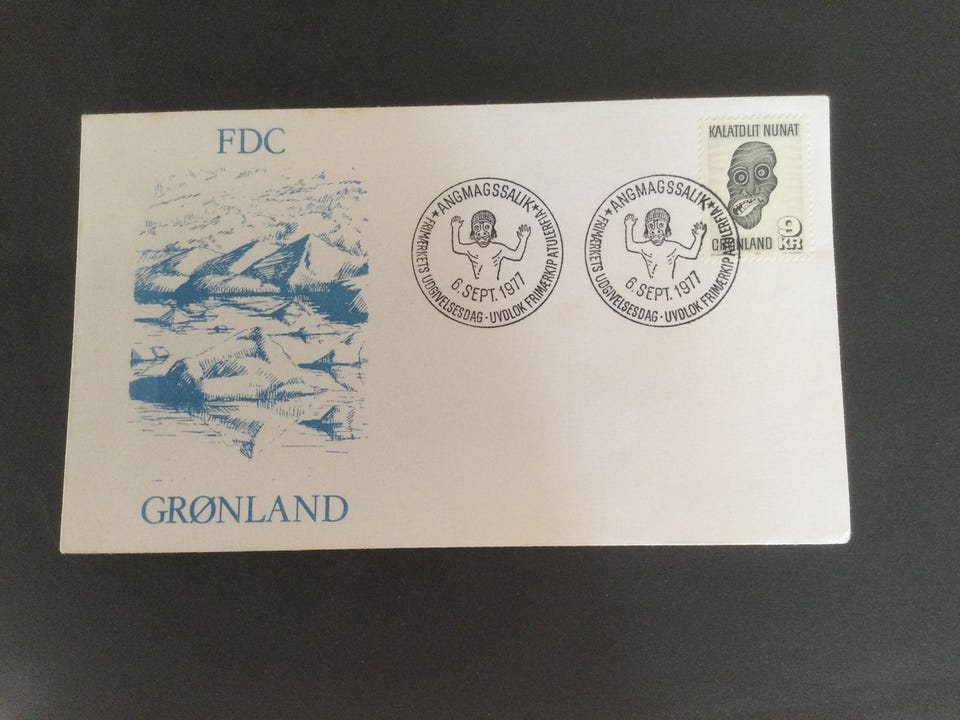 FDC
GRØNLAND
★ ANGMAGSSALIK ★
FRIMÆRKETS UDGIVELSESDAG · UVDLOK FRIMÆRKIP ATULERFIA
6. SEPT. 1977
★ ANGMAGSSALIK ★
FRIMÆRKETS UDGIVELSESDAG · UVDLOK FRIMÆRKIP ATULERFIA
6. SEPT. 1977
KALATDLIT NUNAT
9
GRØNLAND KR